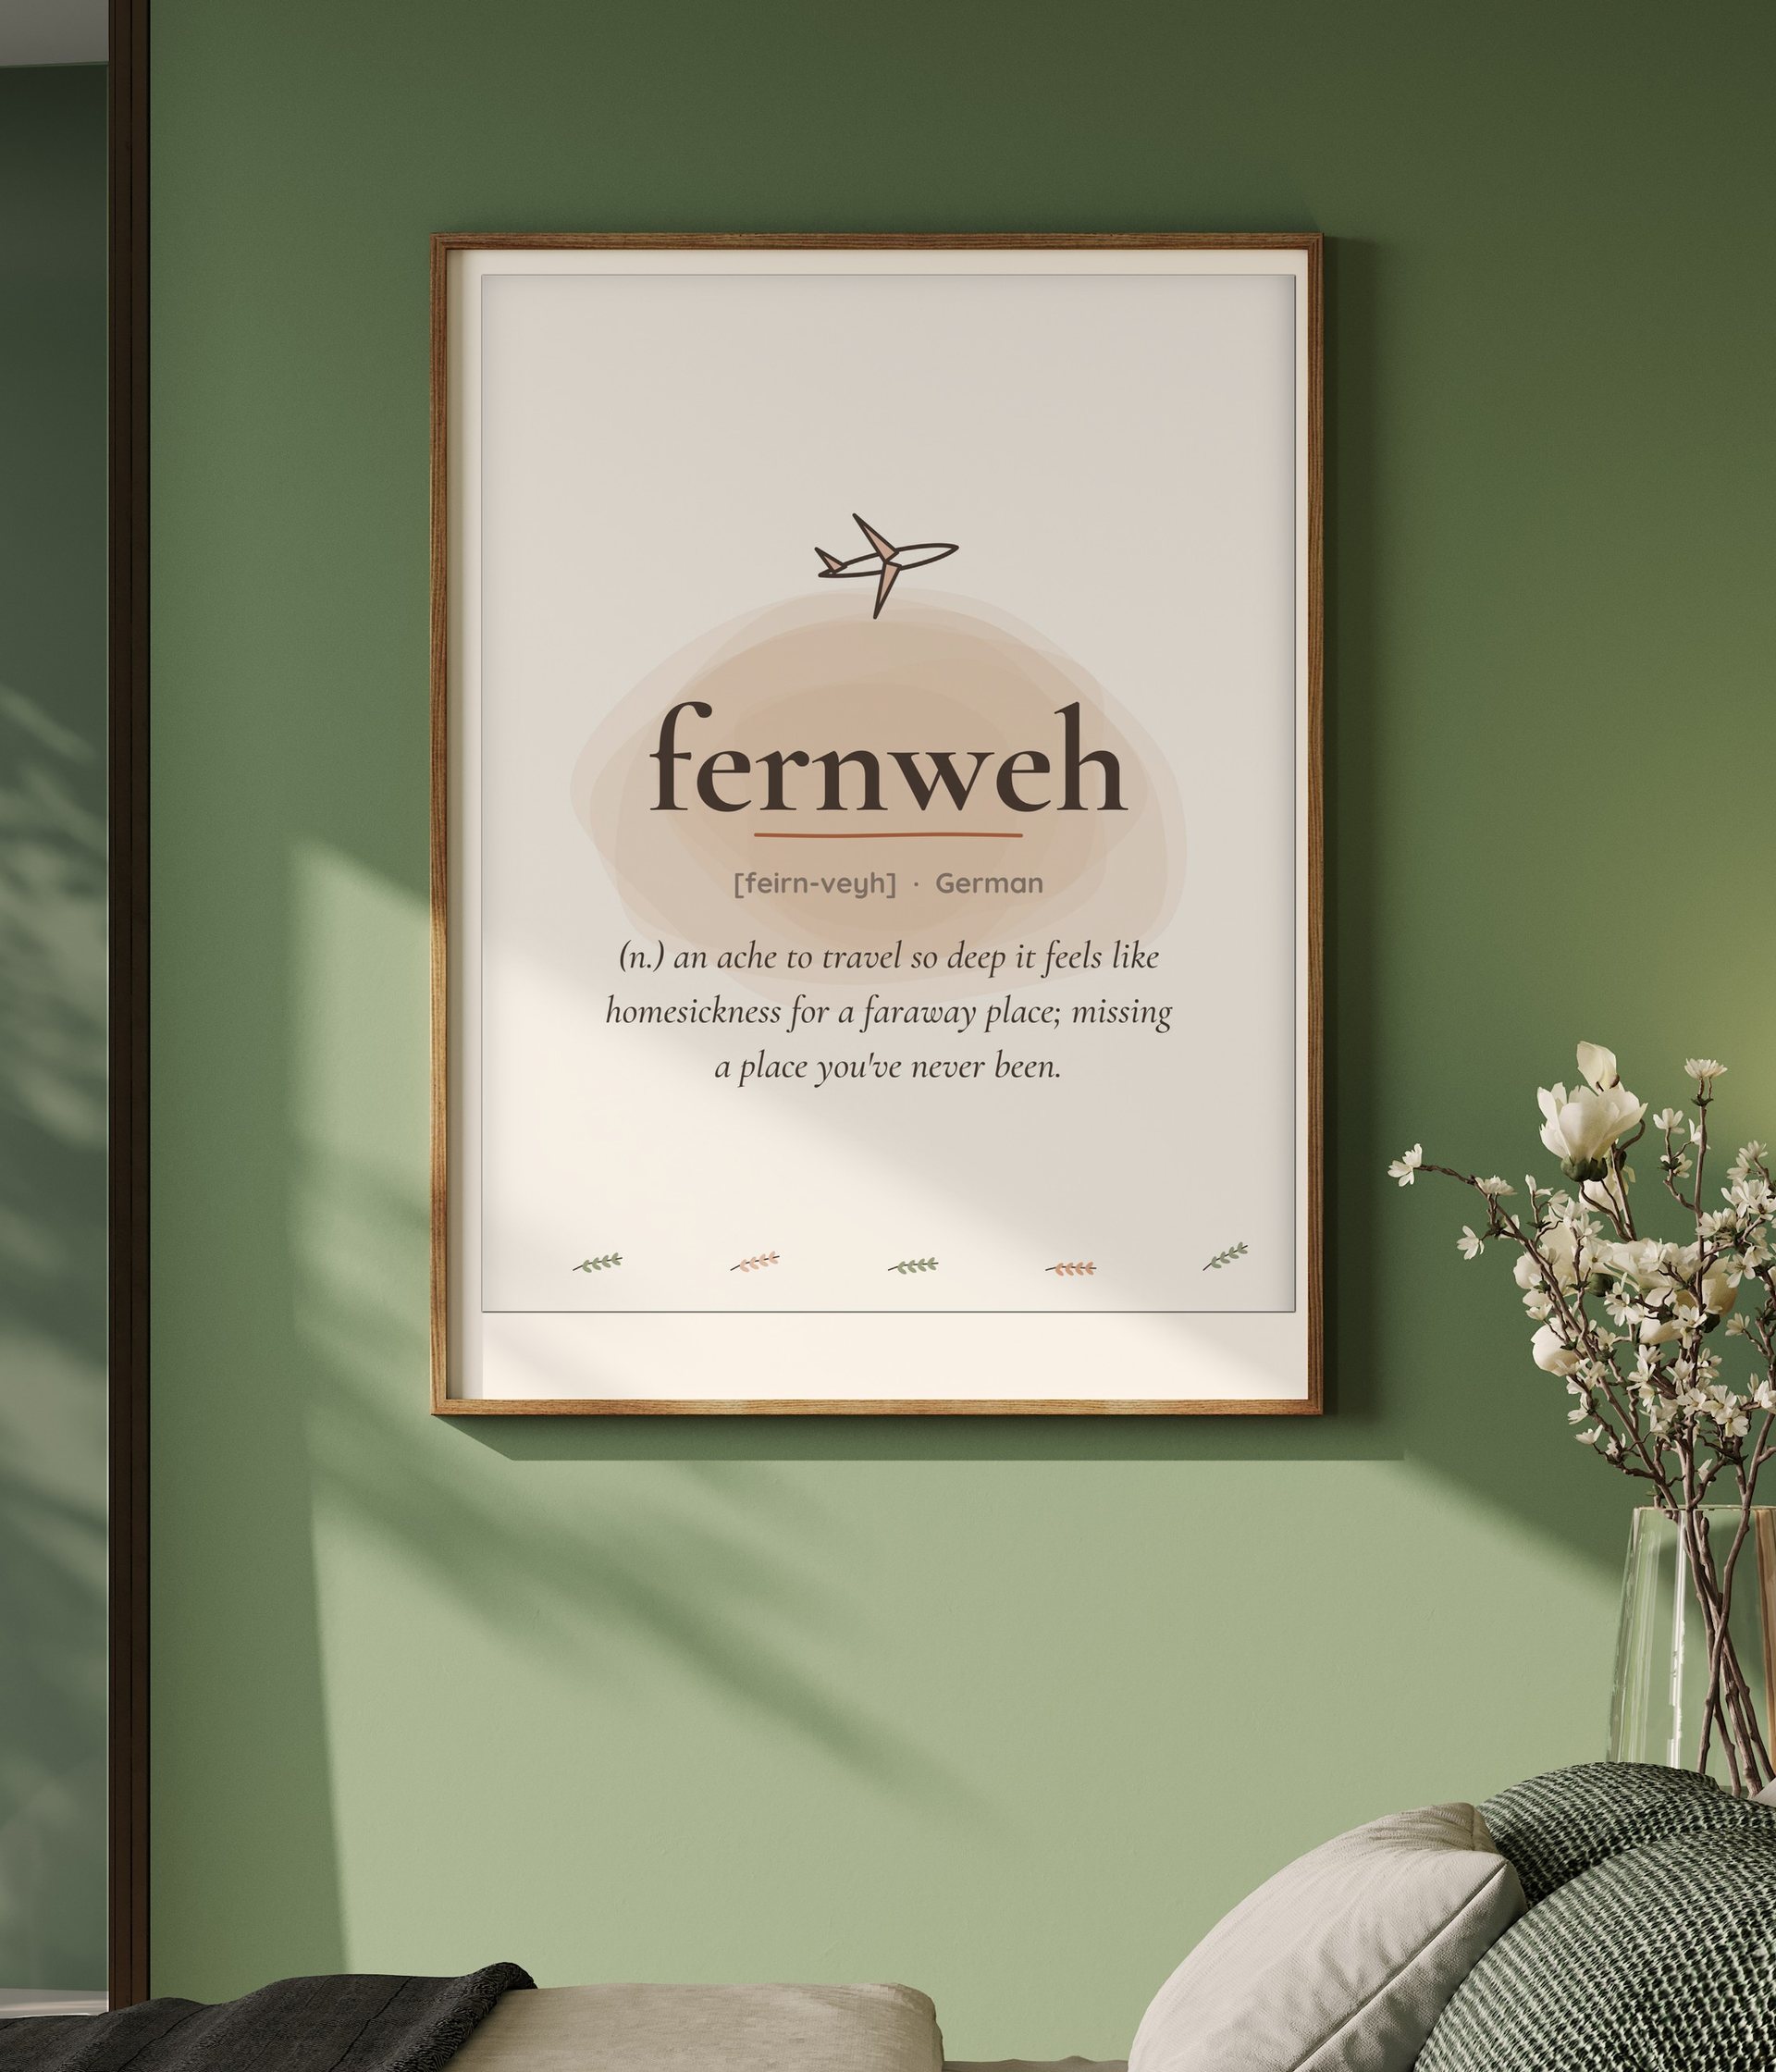 fernweh
[feirn-veyh] · German
(n.) an ache to travel so deep it feels like
homesickness for a faraway place; missing
a place you've never been.